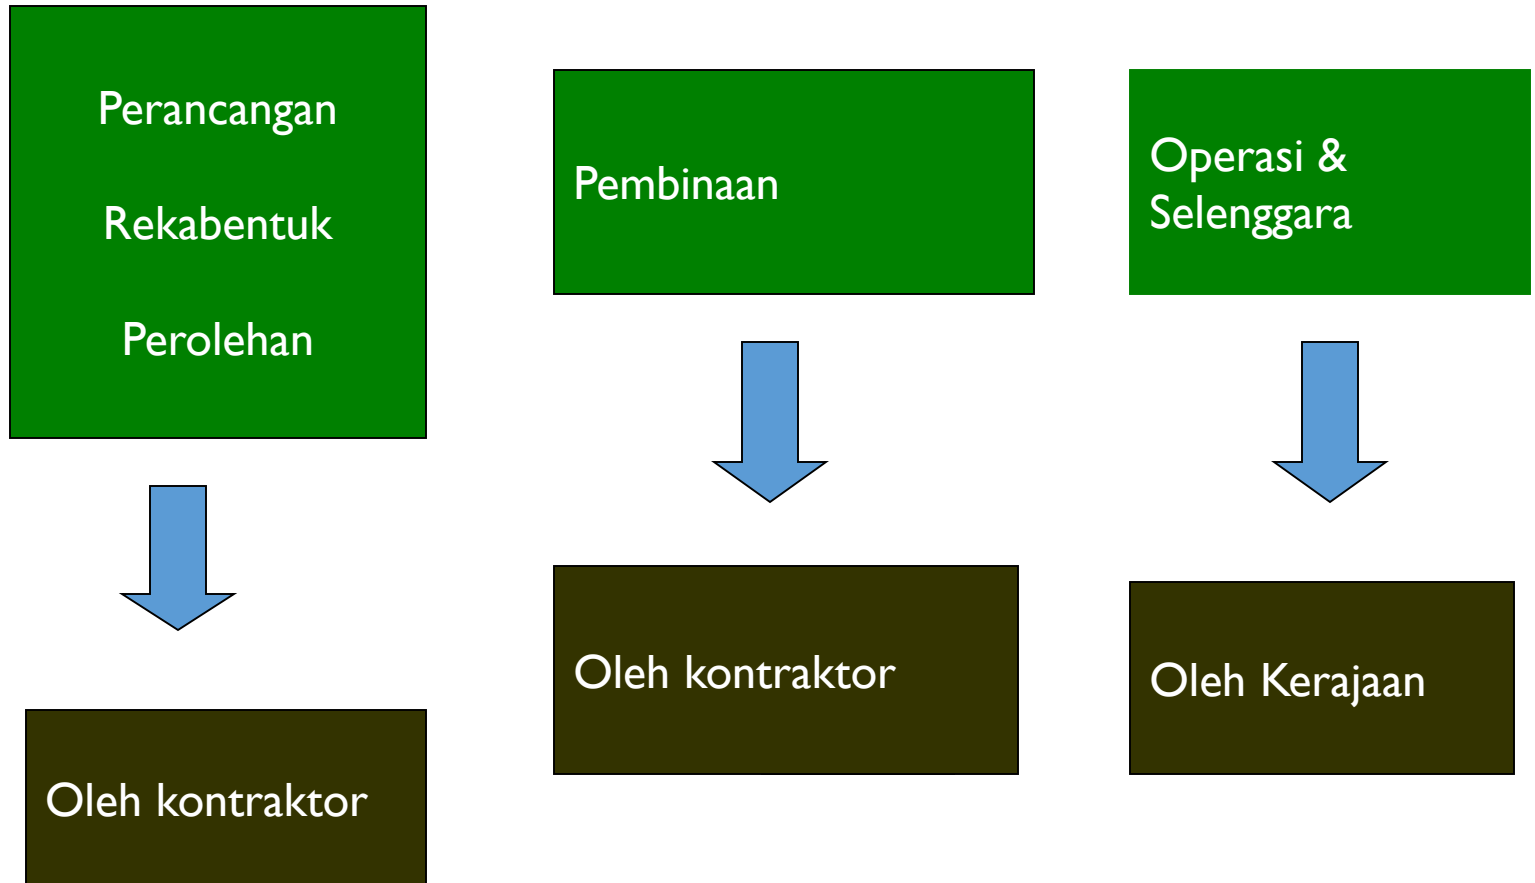 Perancangan
Rekabentuk
Perolehan
Pembinaan
Operasi &
Selenggara
Oleh kontraktor
Oleh kontraktor
Oleh Kerajaan